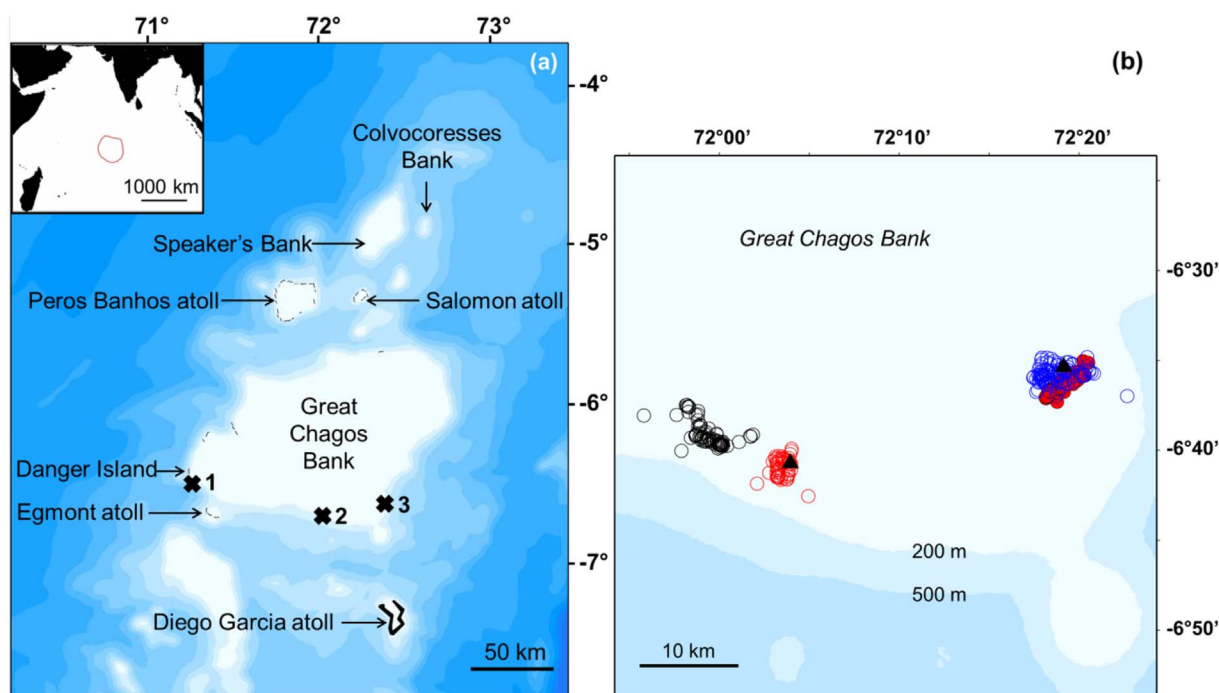 71°
72°
73°
(a)
-4°
-5°
-6°
-7°
1000 km
Colvocoresses
Bank
Speaker's Bank
Peros Banhos atoll
Salomon atoll
Great
Chagos
Bank
Danger Island
1
Egmont atoll
2
3
Diego Garcia atoll
50 km
(b)
72°00'
72°10'
72°20'
Great Chagos Bank
-6°30'
-6°40'
200 m
500 m
-6°50'
10 km